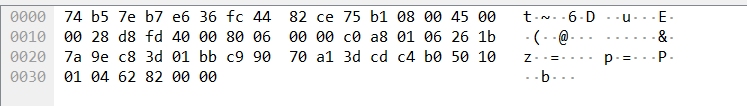 0000 74 b5 7e b7 e6 36 fc 44 82 ce 75 b1 08 00 45 00 t·~··6·D ··u···E·
0010 00 28 d8 fd 40 00 80 06 00 00 c0 a8 01 06 26 1b ·(··@··· ······&·
0020 7a 9e c8 3d 01 bb c9 90 70 a1 3d cd c4 b0 50 10 z··=···· p·=···P·
0030 01 04 62 82 00 00 ··b···